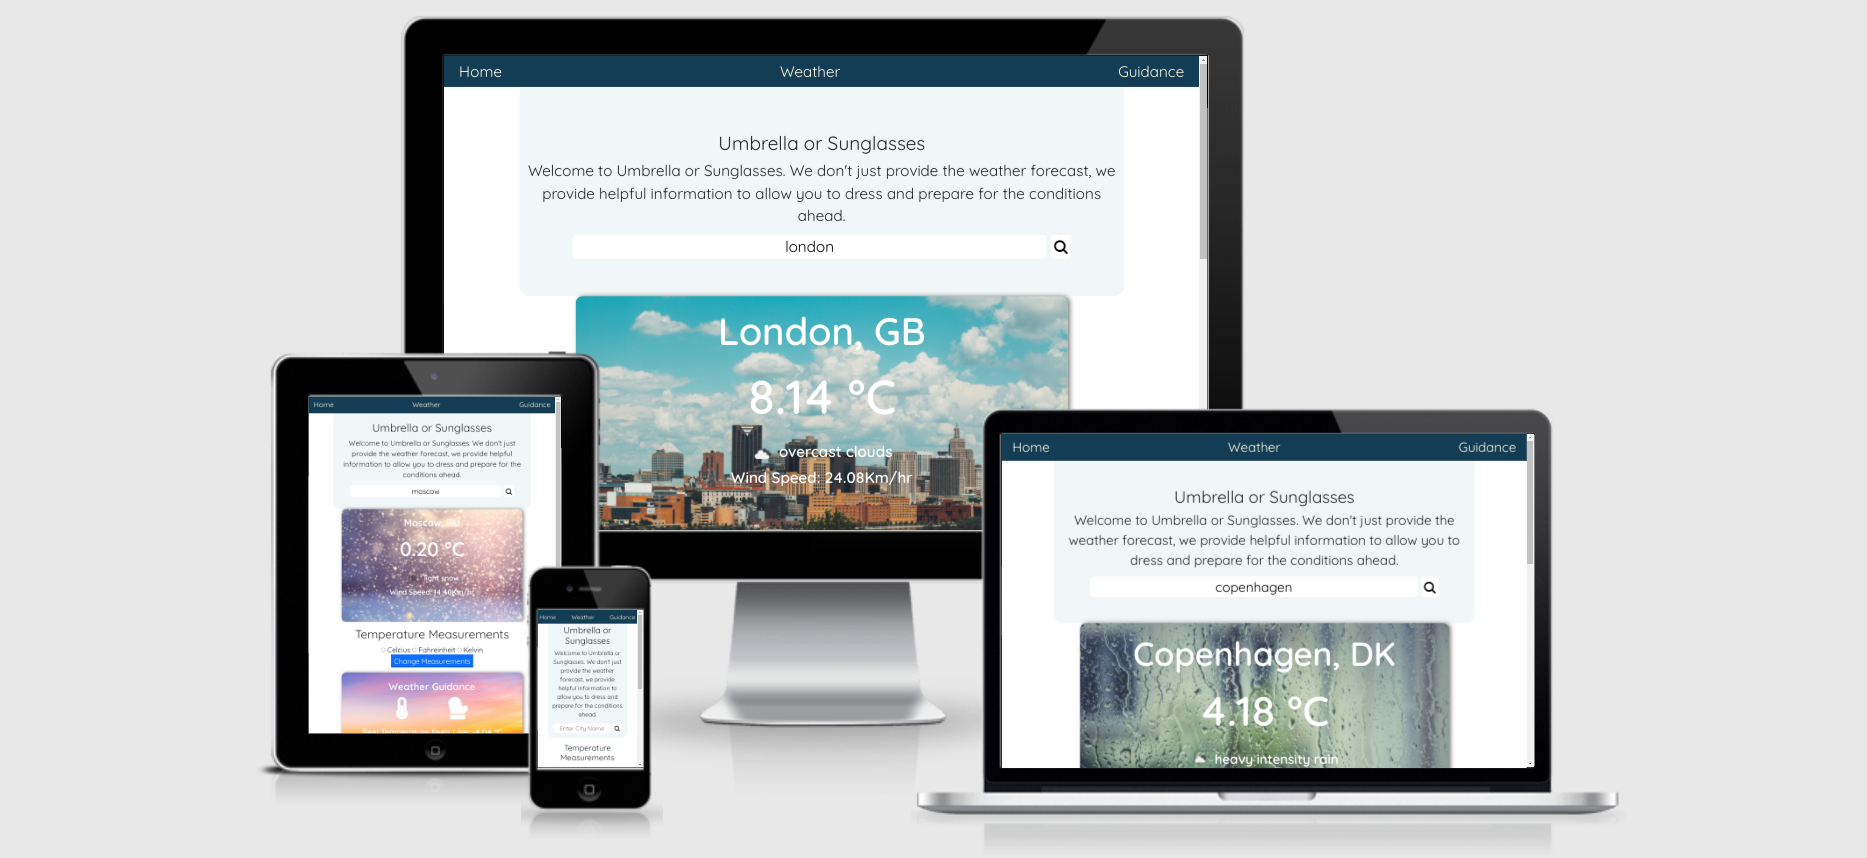 Home Weather Guidance
Umbrella or Sunglasses
Welcome to Umbrella or Sunglasses. We don't just provide the weather forecast, we
provide helpful information to allow you to dress and prepare for the conditions
ahead.
london
London, GB
8.14 °C
overcast clouds
Wind Speed: 24.08Km/hr
Home Weather Guidance
Umbrella or Sunglasses
Welcome to Umbrella or Sunglasses. We don't just
provide the weather forecast, we provide helpful
information to allow you to dress and prepare for the
conditions ahead.
moscow
Moscow, RU
0.20 °C
light snow
Wind Speed: 14.40Km/hr
Temperature Measurements
Celcius Fahreinheit Kelvin
Change Measurements
Weather Guidance
Real Temperature Feels Like: -4.04 °C
Home Weather Guidance
Umbrella or
Sunglasses
Welcome to Umbrella or
Sunglasses. We don't just
provide the weather
forecast, we provide
helpful information to
allow you to dress and
prepare for the conditions
ahead.
Enter City Name
Temperature
Measurements
Home Weather Guidance
Umbrella or Sunglasses
Welcome to Umbrella or Sunglasses. We don't just provide the
weather forecast, we provide helpful information to allow you to
dress and prepare for the conditions ahead.
copenhagen
Copenhagen, DK
4.18 °C
heavy intensity rain